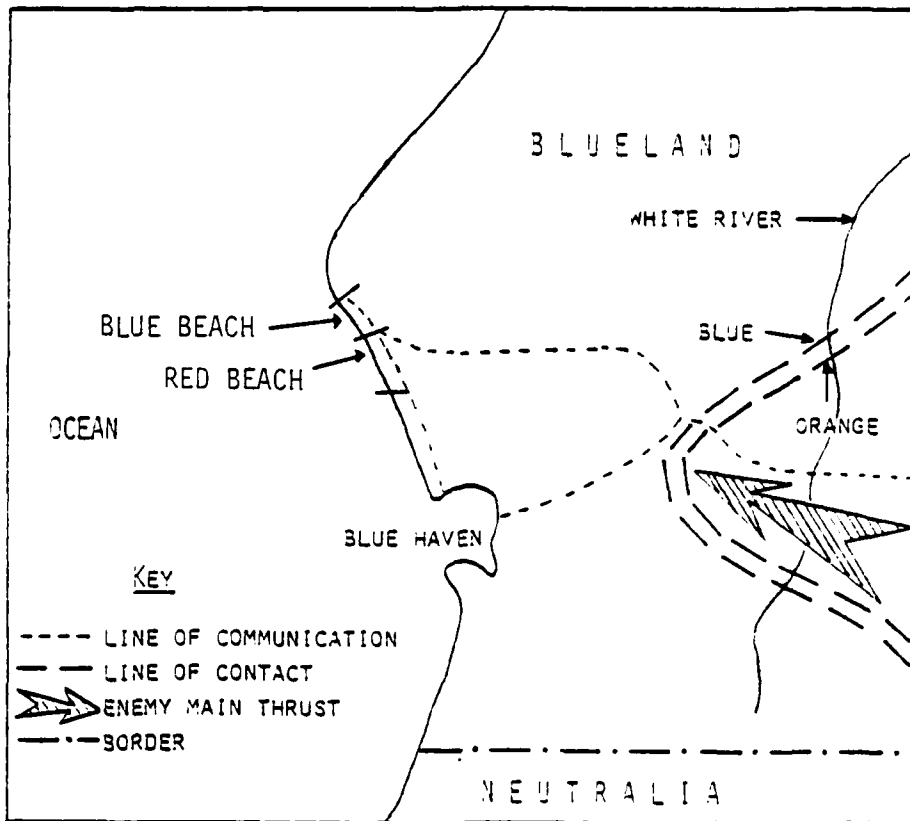 BLUELAND
WHITE RIVER
BLUE BEACH
BLUE
RED BEACH
OCEAN
ORANGE
BLUE HAVEN
KEY
LINE OF COMMUNICATION
LINE OF CONTACT
ENEMY MAIN THRUST
BORDER
NEUTRALIA